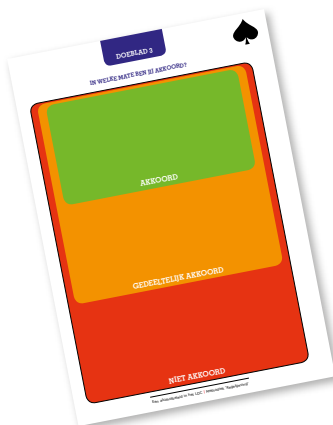 DOEBLAD 3
IN WELKE MATE BEN JIJ AKKOORD?
AKKOORD
GEDEELTELIJK AKKOORD
NIET AKKOORD